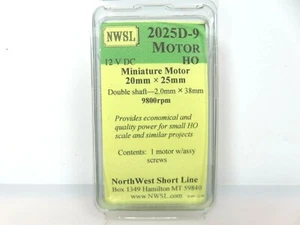 NWSL
2025D-9
MOTOR
12 V DC
HO
Miniature Motor
20mm × 25mm
Double shaft—2.0mm × 38mm
9800rpm
Provides economical and
quality power for small HO
scale and similar projects
Contents: 1 motor w/assy
screws
NorthWest Short Line
Box 1349 Hamilton MT 59840
www.NWSL.com